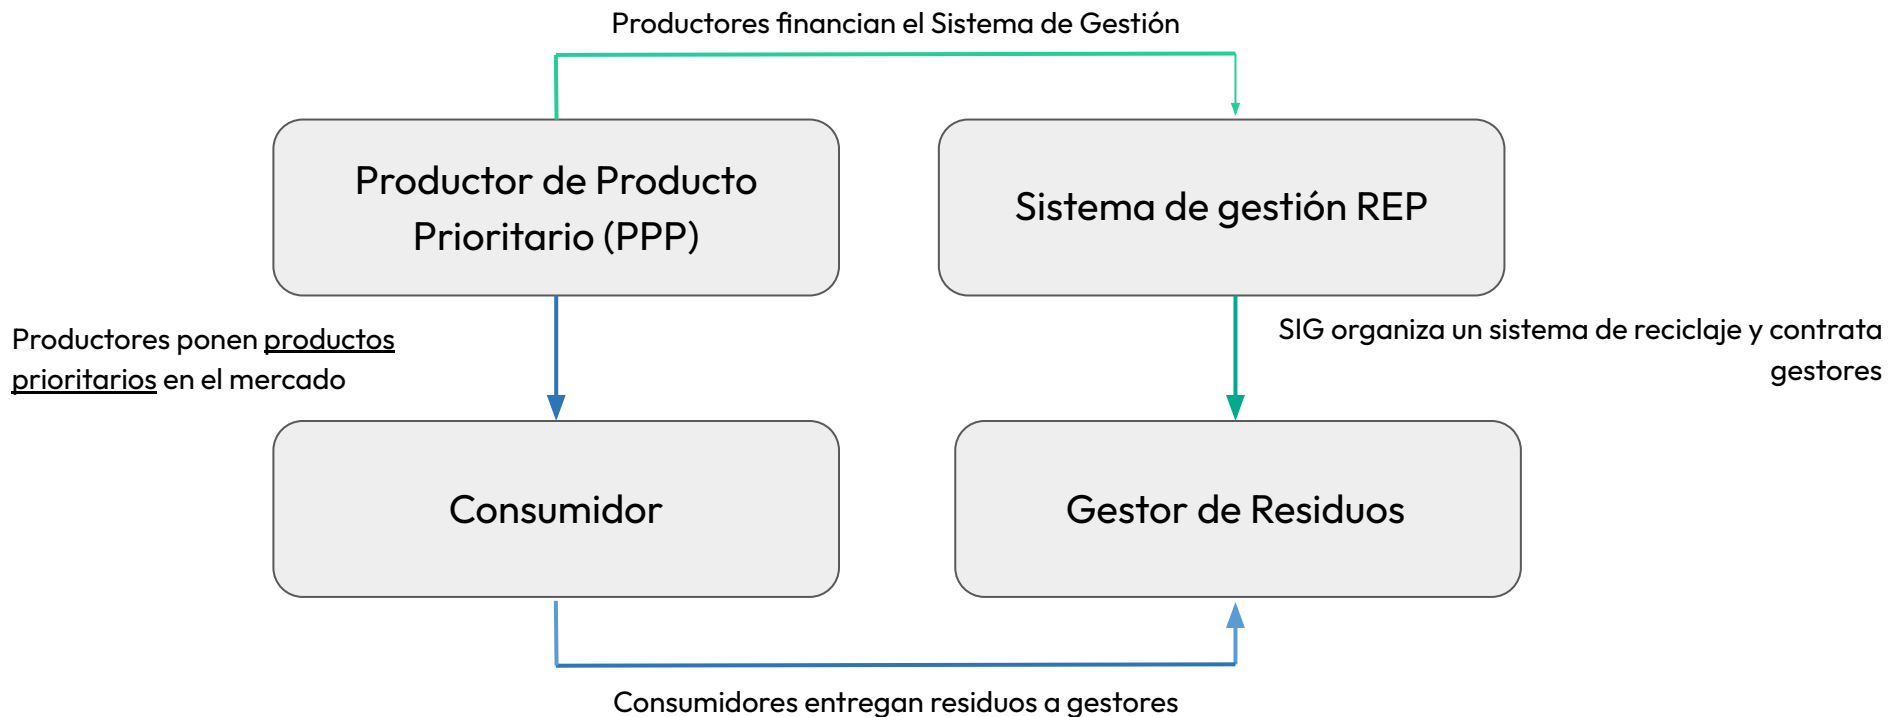 Productores financian el Sistema de Gestión
Productor de Producto
Prioritario (PPP)
Sistema de gestión REP
Productores ponen productos
prioritarios en el mercado
SIG organiza un sistema de reciclaje y contrata
gestores
Consumidor
Gestor de Residuos
Consumidores entregan residuos a gestores